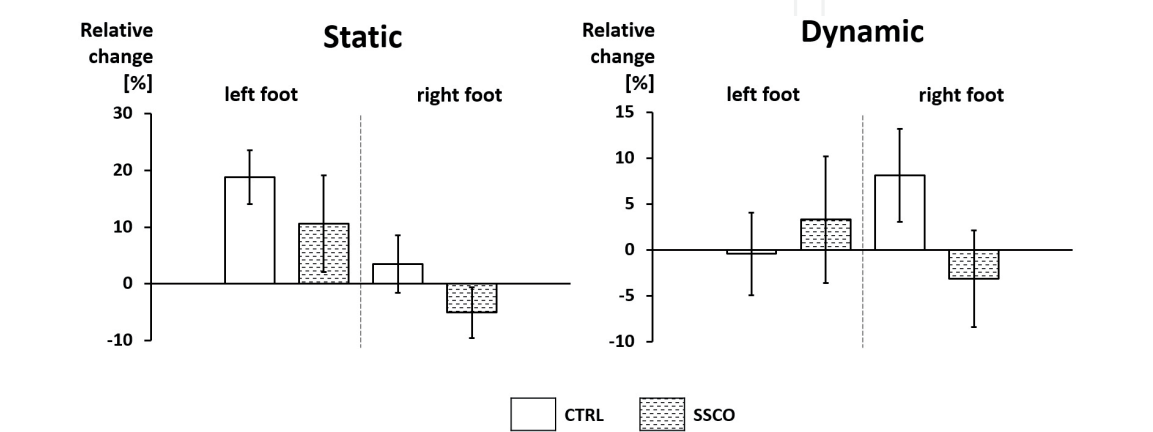 Relative
change
[%]
Static
left foot
right foot
30
20
10
0
-10
Relative
change
[%]
Dynamic
left foot
right foot
15
10
5
0
-5
-10
CTRL
SSCO